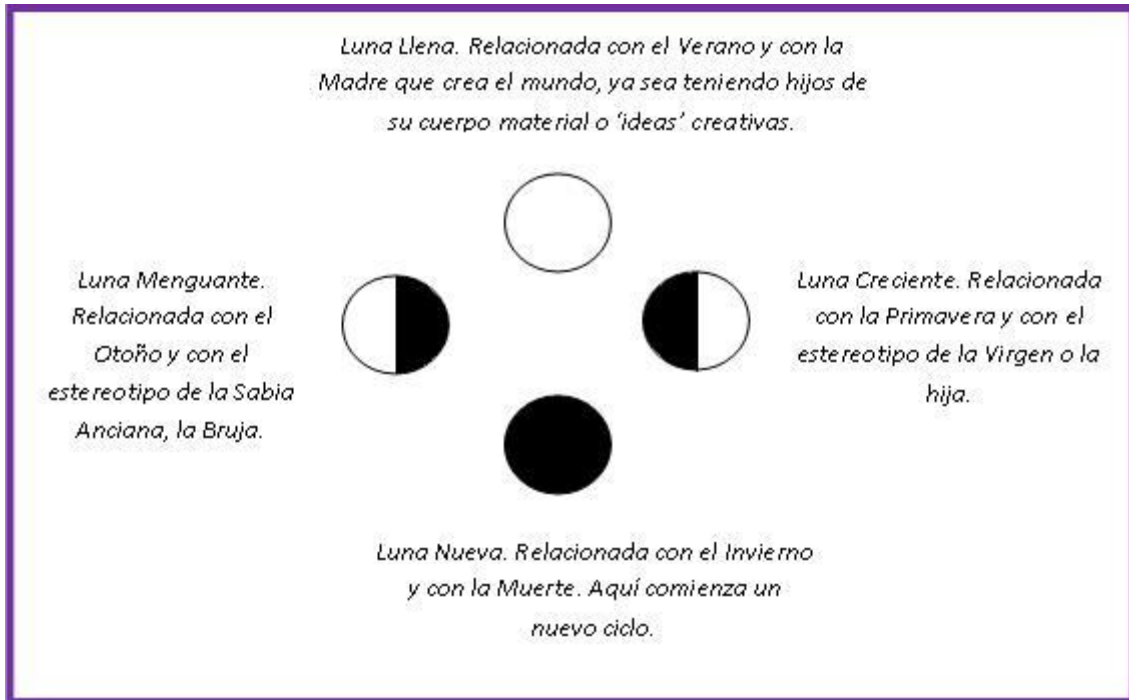 Luna Llena. Relacionada con el Verano y con la
Madre que crea el mundo, ya sea teniendo hijos de
su cuerpo material o ‘ideas’ creativas.
Luna Menguante.
Relacionada con el
Otoño y con el
estereotipo de la Sabia
Anciana, la Bruja.
Luna Creciente. Relacionada
con la Primavera y con el
estereotipo de la Virgen o la
hija.
Luna Nueva. Relacionada con el Invierno
y con la Muerte. Aquí comienza un
nuevo ciclo.